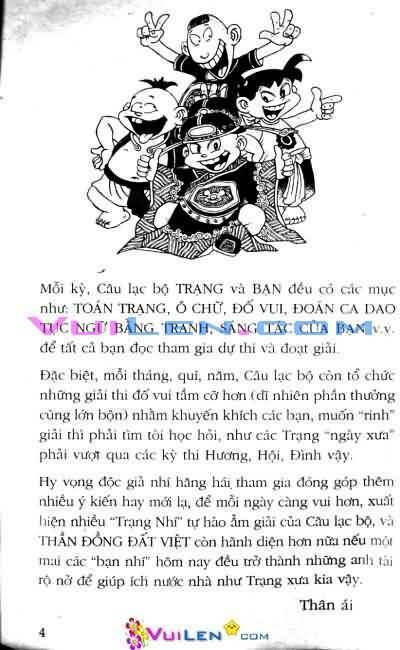 Mỗi kỳ, Câu lạc bộ TRẠNG và BẠN đều có các mục
như: TOÁN TRẠNG, Ô CHỮ, ĐỐ VUI, ĐOÁN CA DAO
TỤC NGỮ BẰNG TRANH, SÁNG TÁC CỦA BẠN v.v.
VuiLen.com
để tất cả bạn đọc tham gia dự thi và đoạt giải.
Đặc biệt, mỗi tháng, quí, năm, Câu lạc bộ còn tổ chức
những giải thi đố vui tầm cỡ hơn (dĩ nhiên phần thưởng
cũng lớn bộn) nhằm khuyến khích các bạn, muốn “rinh”
giải thì phải tìm tòi học hỏi, như các Trạng “ngày xưa”
phải vượt qua các kỳ thi Hương, Hội, Đình vậy.
Hy vọng độc giả nhí hăng hái tham gia đóng góp thêm
nhiều ý kiến hay mới lạ, để mỗi ngày càng vui hơn, xuất
hiện nhiều “Trạng Nhí” tự hào ẵm giải của Câu lạc bộ, và
THẦN ĐỒNG ĐẤT VIỆT còn hãnh diện hơn nữa nếu một
mai các “bạn nhí” hôm nay đều trở thành những anh tài
rộ nở để giúp ích nước nhà như Trạng xưa kia vậy.
Thân ái
4
VUILEN.COM